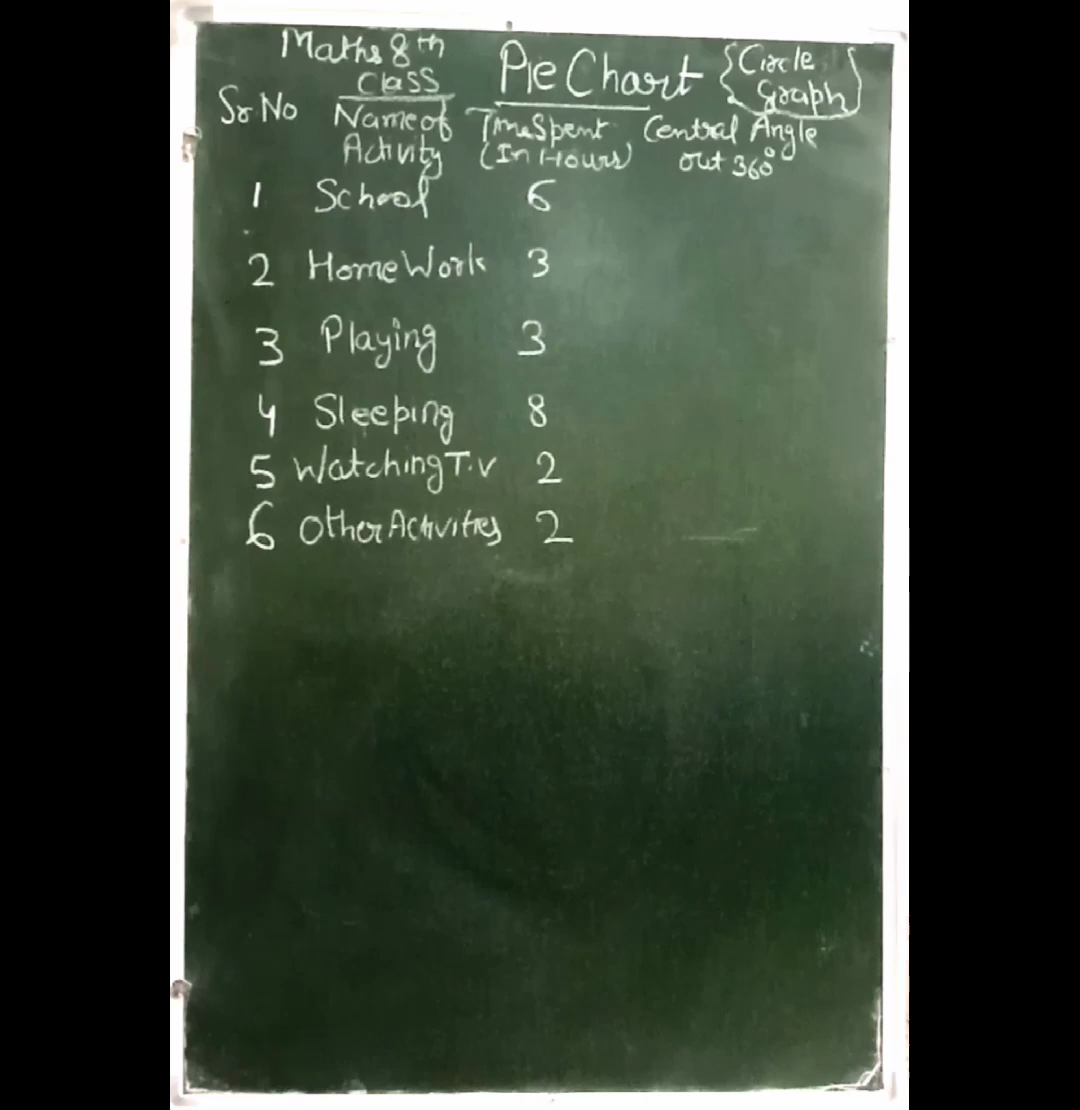 Maths 8th Class
Pie Chart {Circle Graph}
Sr No Name of Activity Time Spent (In Hours) Central Angle out 360°
1 School 6
2 Home Work 3
3 Playing 3
4 Sleeping 8
5 Watching T.V 2
6 Other Activities 2